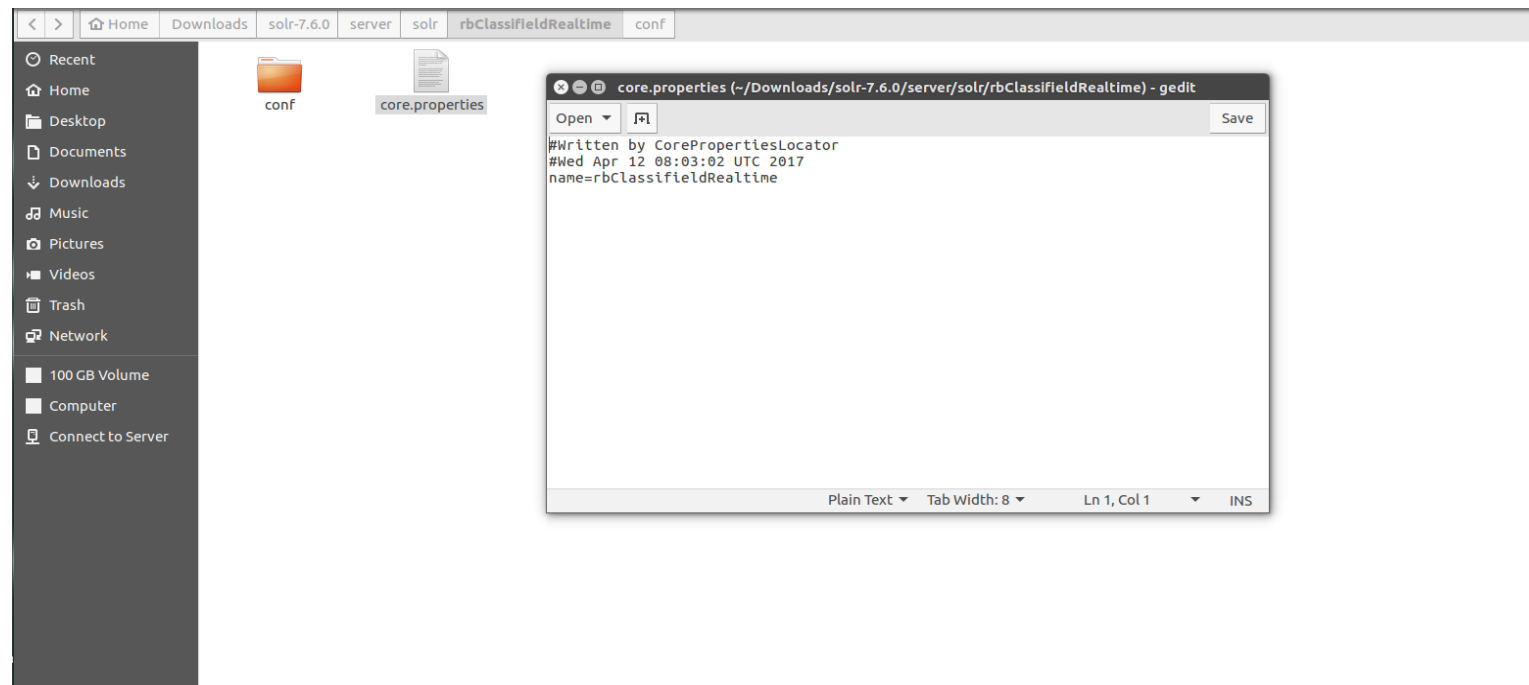 Home Downloads solr-7.6.0 server solr rbClassifieldRealtime conf
Recent
Home
Desktop
Documents
Downloads
Music
Pictures
Videos
Trash
Network
100 GB Volume
Computer
Connect to Server
conf
core.properties
core.properties (~/Downloads/solr-7.6.0/server/solr/rbClassifieldRealtime) - gedit
Open Save
#Written by CorePropertiesLocator
#Wed Apr 12 08:03:02 UTC 2017
name=rbClassifieldRealtime
Plain Text Tab Width: 8 Ln 1, Col 1 INS